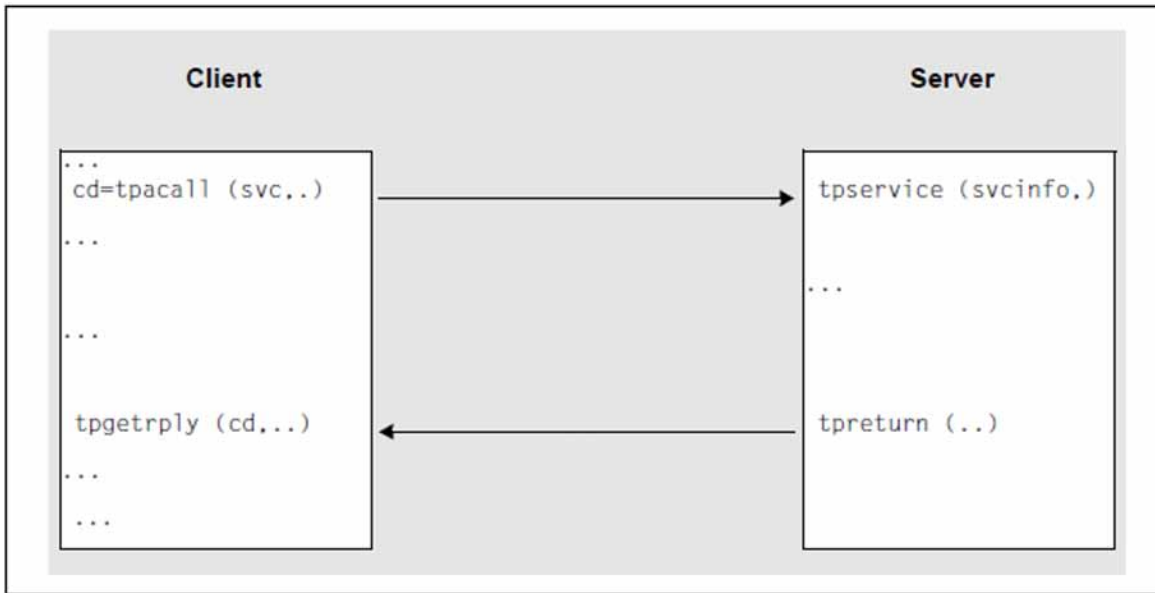 Client
...
cd=tpacall (svc,.)
...
...
tpgetrply (cd,..)
...
...
Server
tpservice (svcinfo,)
...
tpreturn (..)